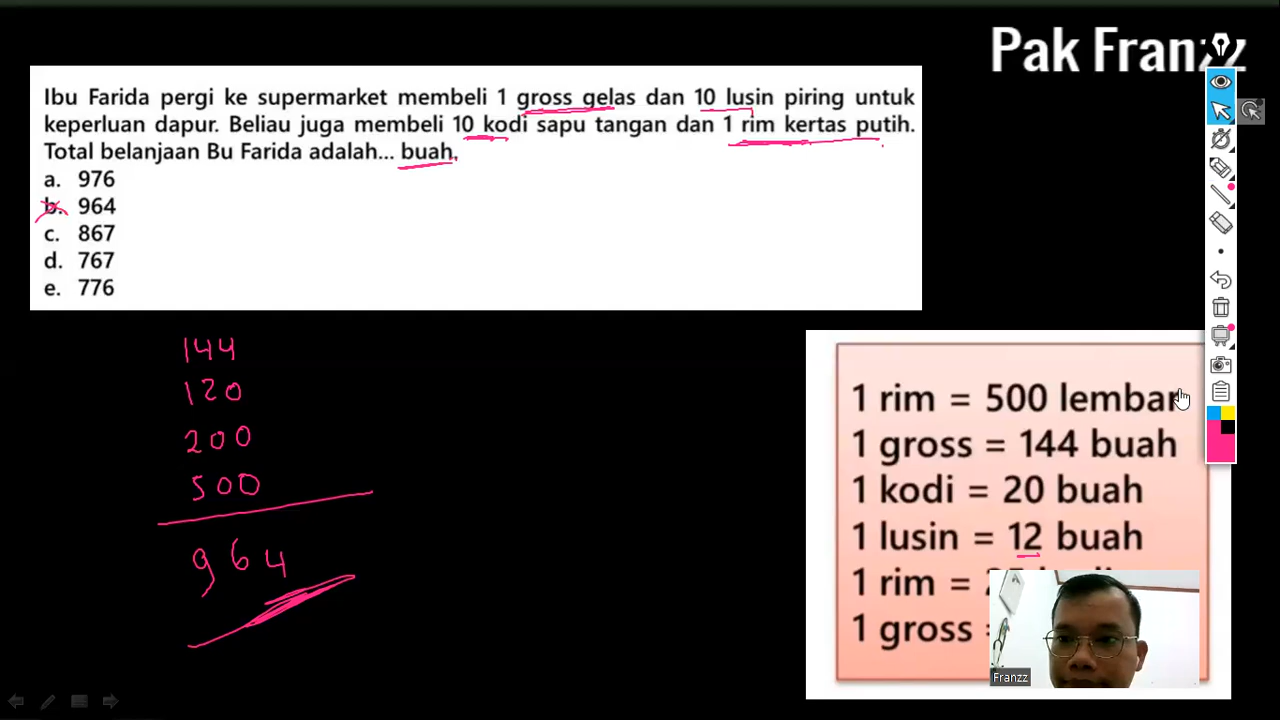 Pak Franzz
Ibu Farida pergi ke supermarket membeli 1 gross gelas dan 10 lusin piring untuk
keperluan dapur. Beliau juga membeli 10 kodi sapu tangan dan 1 rim kertas putih.
Total belanjaan Bu Farida adalah... buah.
a. 976
b. 964
c. 867
d. 767
e. 776
144
120
200
500
964
1 rim = 500 lembar
1 gross = 144 buah
1 kodi = 20 buah
1 lusin = 12 buah
1 rim =
1 gross =
Franzz